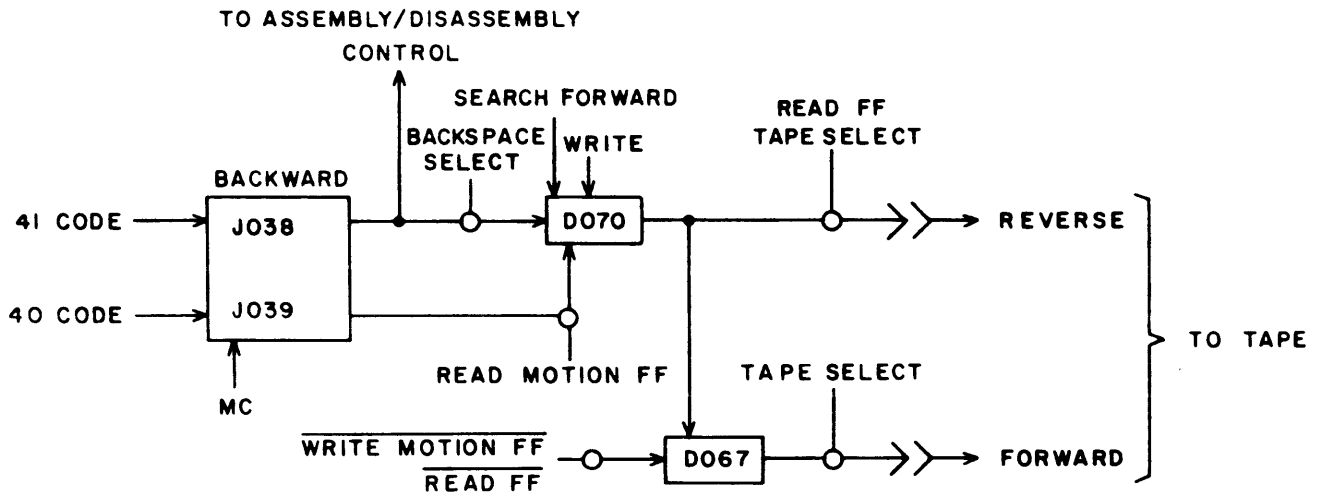 TO ASSEMBLY/DISASSEMBLY
CONTROL
SEARCH FORWARD
BACKSPACE
SELECT
WRITE
READ FF
TAPE SELECT
BACKWARD
41 CODE
J038
D070
REVERSE
40 CODE
J039
TO TAPE
READ MOTION FF
TAPE SELECT
MC
WRITE MOTION FF
READ FF
D067
FORWARD